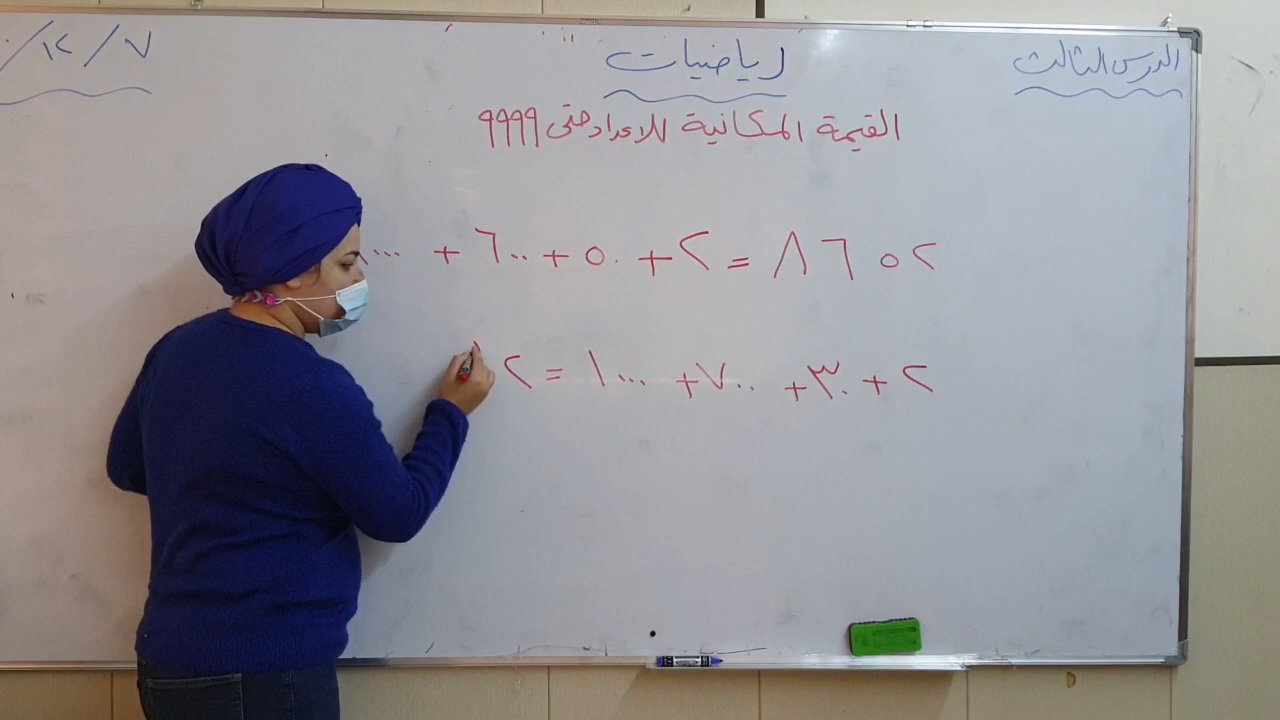 الدرس الثالث
رياضيات
٧ / ١٢ /
القيمة المكانية للاعداد حتى ٩٩٩٩
٨٦٥٢ = ٢ + ٥٠ + ٦٠٠ + ٨٠٠٠
٢ + ٣٠ + ٧٠٠ + ١٠٠٠ = ٢